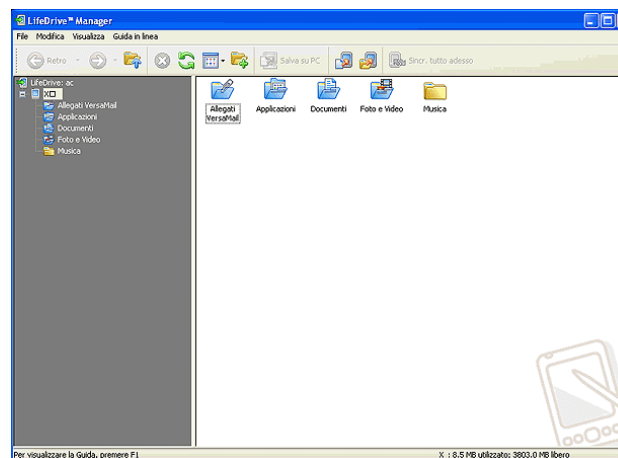 LifeDrive™ Manager
File Modifica Visualizza Guida in linea
Retro Salva su PC Sincr. tutto adesso
LifeDrive: ac
X
Allegati VersaMail
Applicazioni
Documenti
Foto e Video
Musica
Allegati VersaMail Applicazioni Documenti Foto e Video Musica
Per visualizzare la Guida, premere F1 X : 8.5 MB utilizzato; 3803.0 MB libero